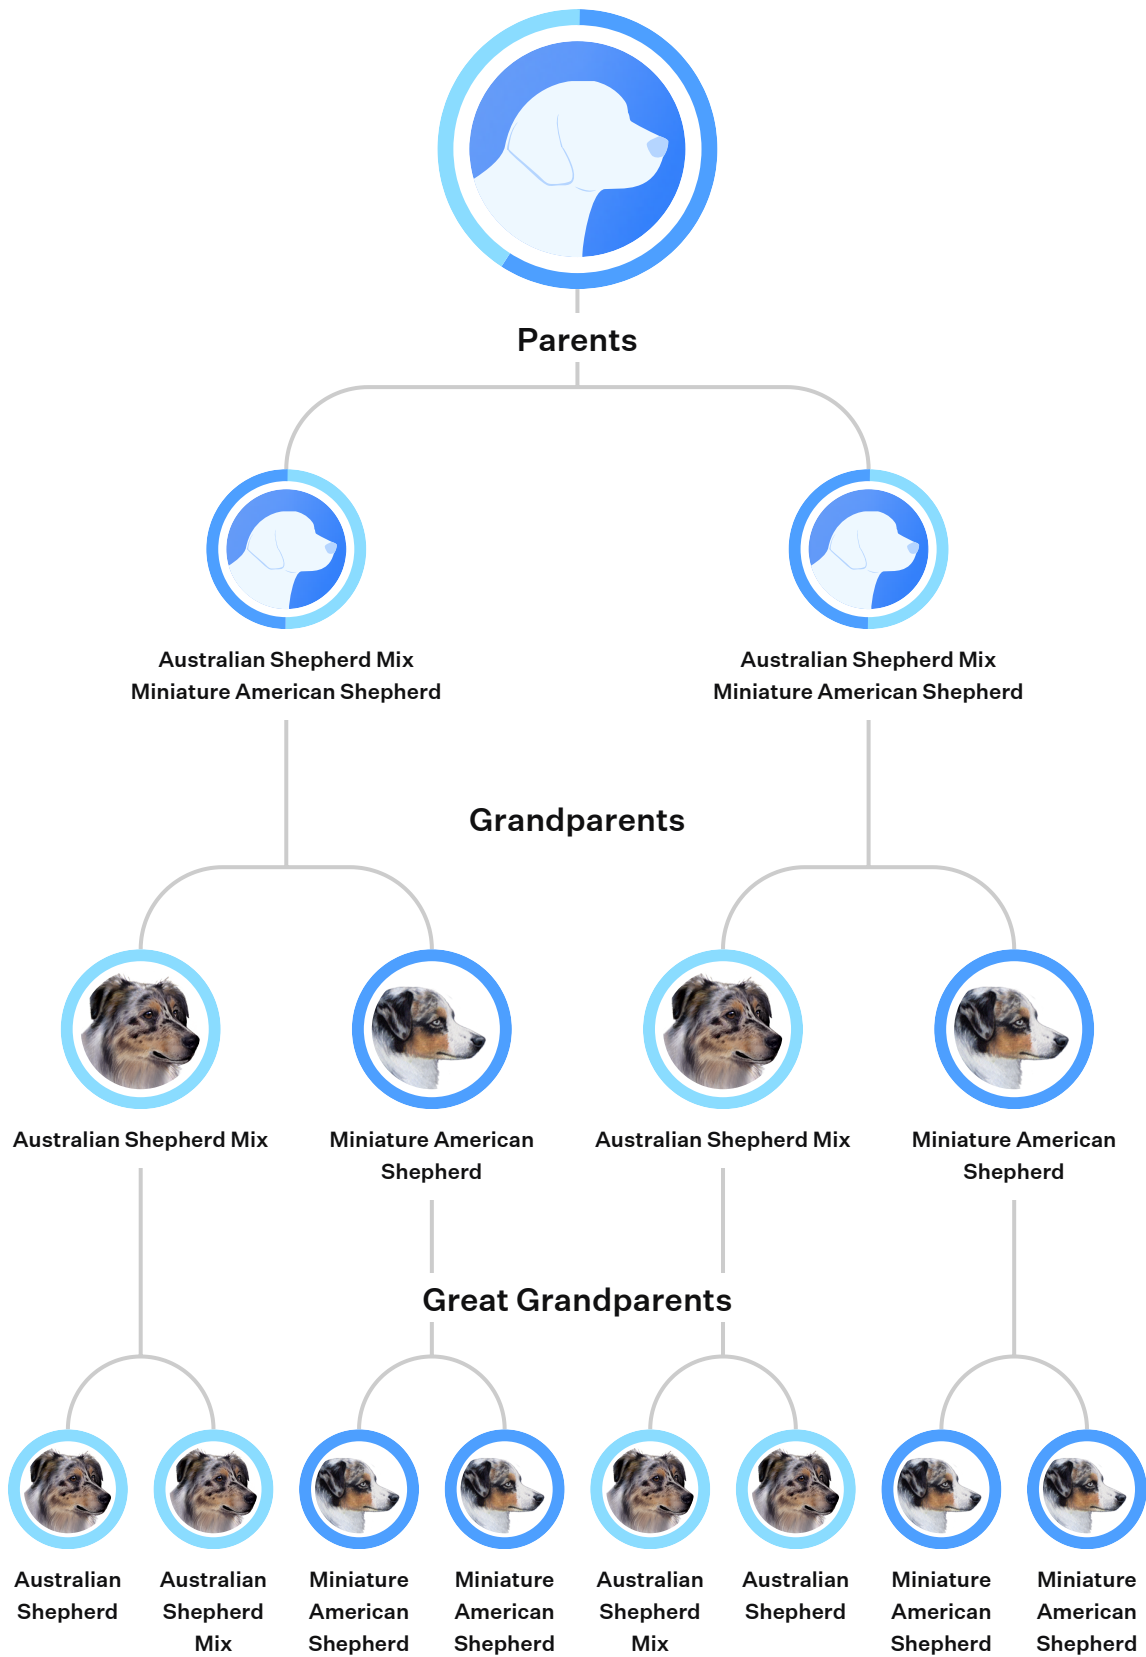 Parents
Australian Shepherd Mix
Miniature American Shepherd
Australian Shepherd Mix
Miniature American Shepherd
Grandparents
Australian Shepherd Mix
Miniature American
Shepherd
Australian Shepherd Mix
Miniature American
Shepherd
Great Grandparents
Australian
Shepherd
Australian
Shepherd
Mix
Miniature
American
Shepherd
Miniature
American
Shepherd
Australian
Shepherd
Mix
Australian
Shepherd
Miniature
American
Shepherd
Miniature
American
Shepherd